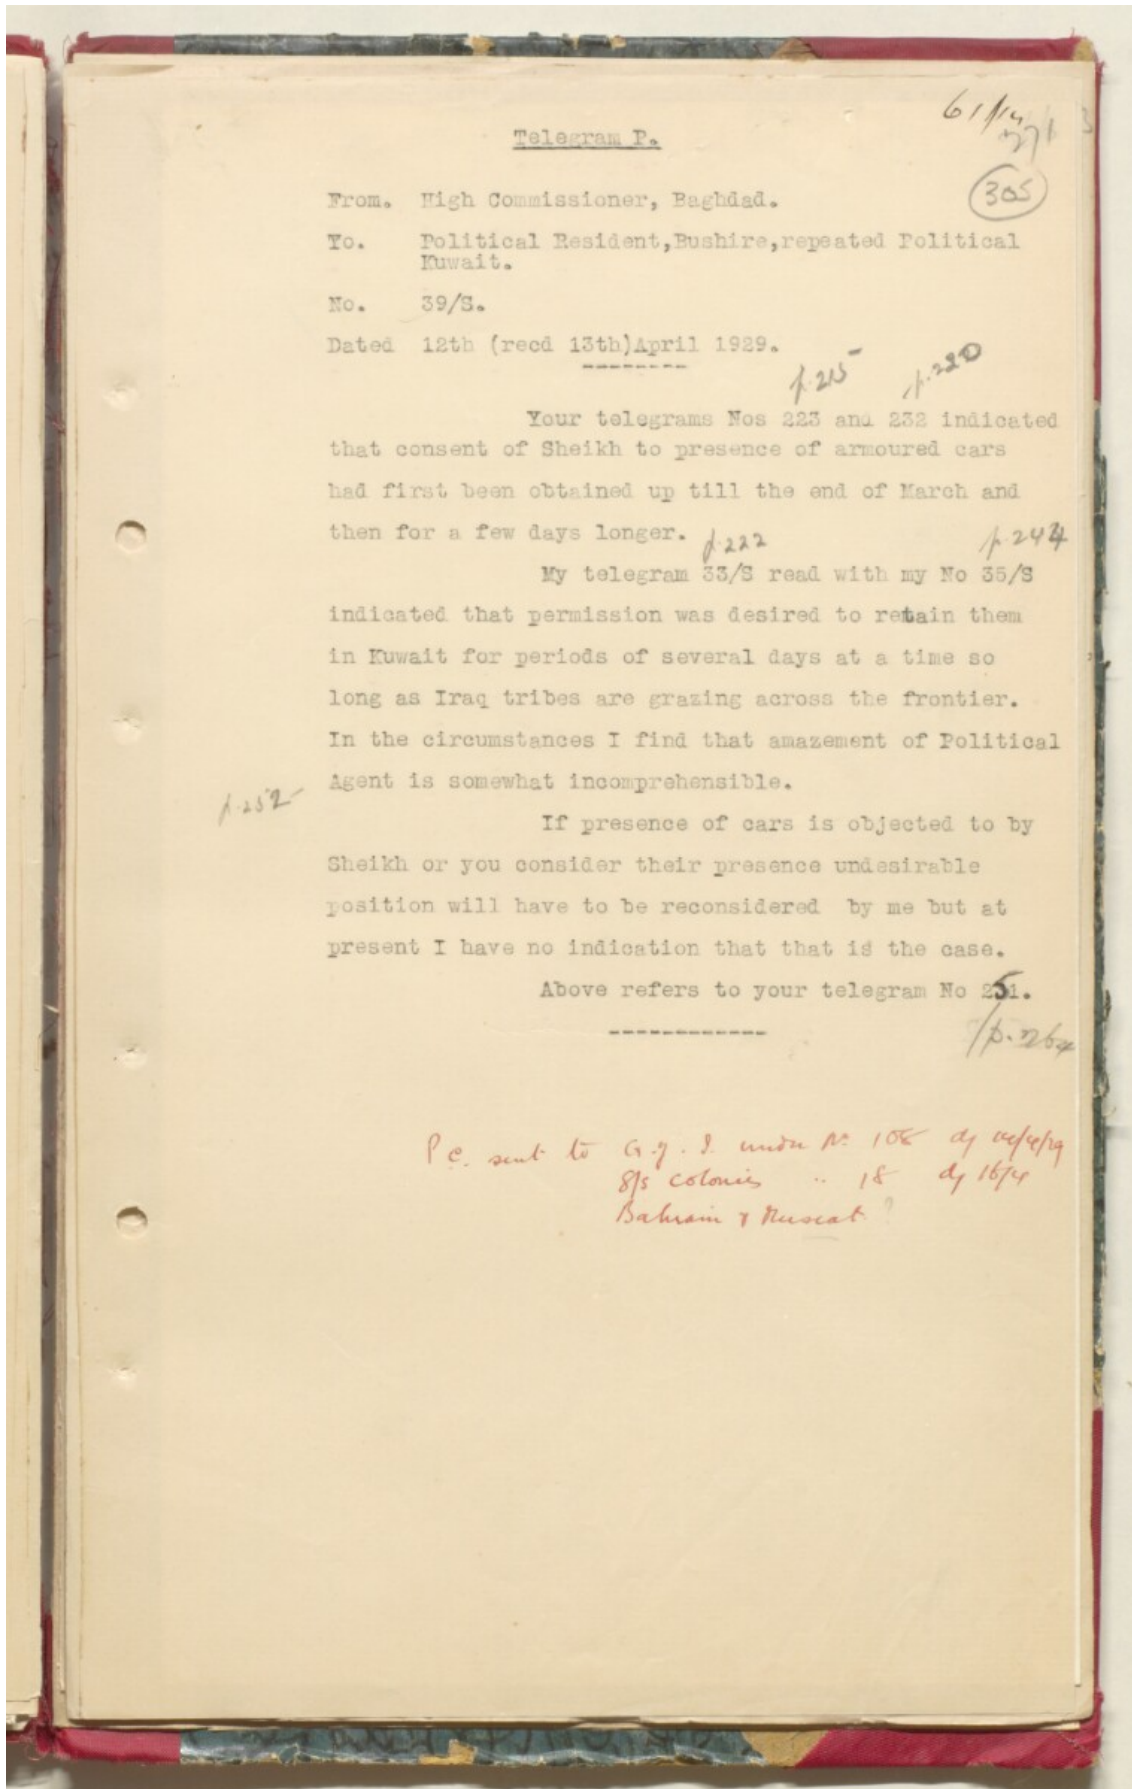 61/14
271
305
Telegram P.
From. High Commissioner, Baghdad.
To. Political Resident,Bushire,repeated Political
Kuwait.
No. 39/S.
Dated 12th (recd 13th)April 1929.
--------
p.215 p.220
Your telegrams Nos 223 and 232 indicated
that consent of Sheikh to presence of armoured cars
had first been obtained up till the end of March and
then for a few days longer.
p.222 p.244
My telegram 33/S read with my No 35/S
indicated that permission was desired to retain them
in Kuwait for periods of several days at a time so
long as Iraq tribes are grazing across the frontier.
In the circumstances I find that amazement of Political
Agent is somewhat incomprehensible.
p.252
If presence of cars is objected to by
Sheikh or you consider their presence undesirable
position will have to be reconsidered by me but at
present I have no indication that that is the case.
Above refers to your telegram No 251.
------------
p.264
P.C. sent to G.of.I. under No 108 of 14/4/29
S/S colonies .. 18 of 15/4
Bahrain & Muscat